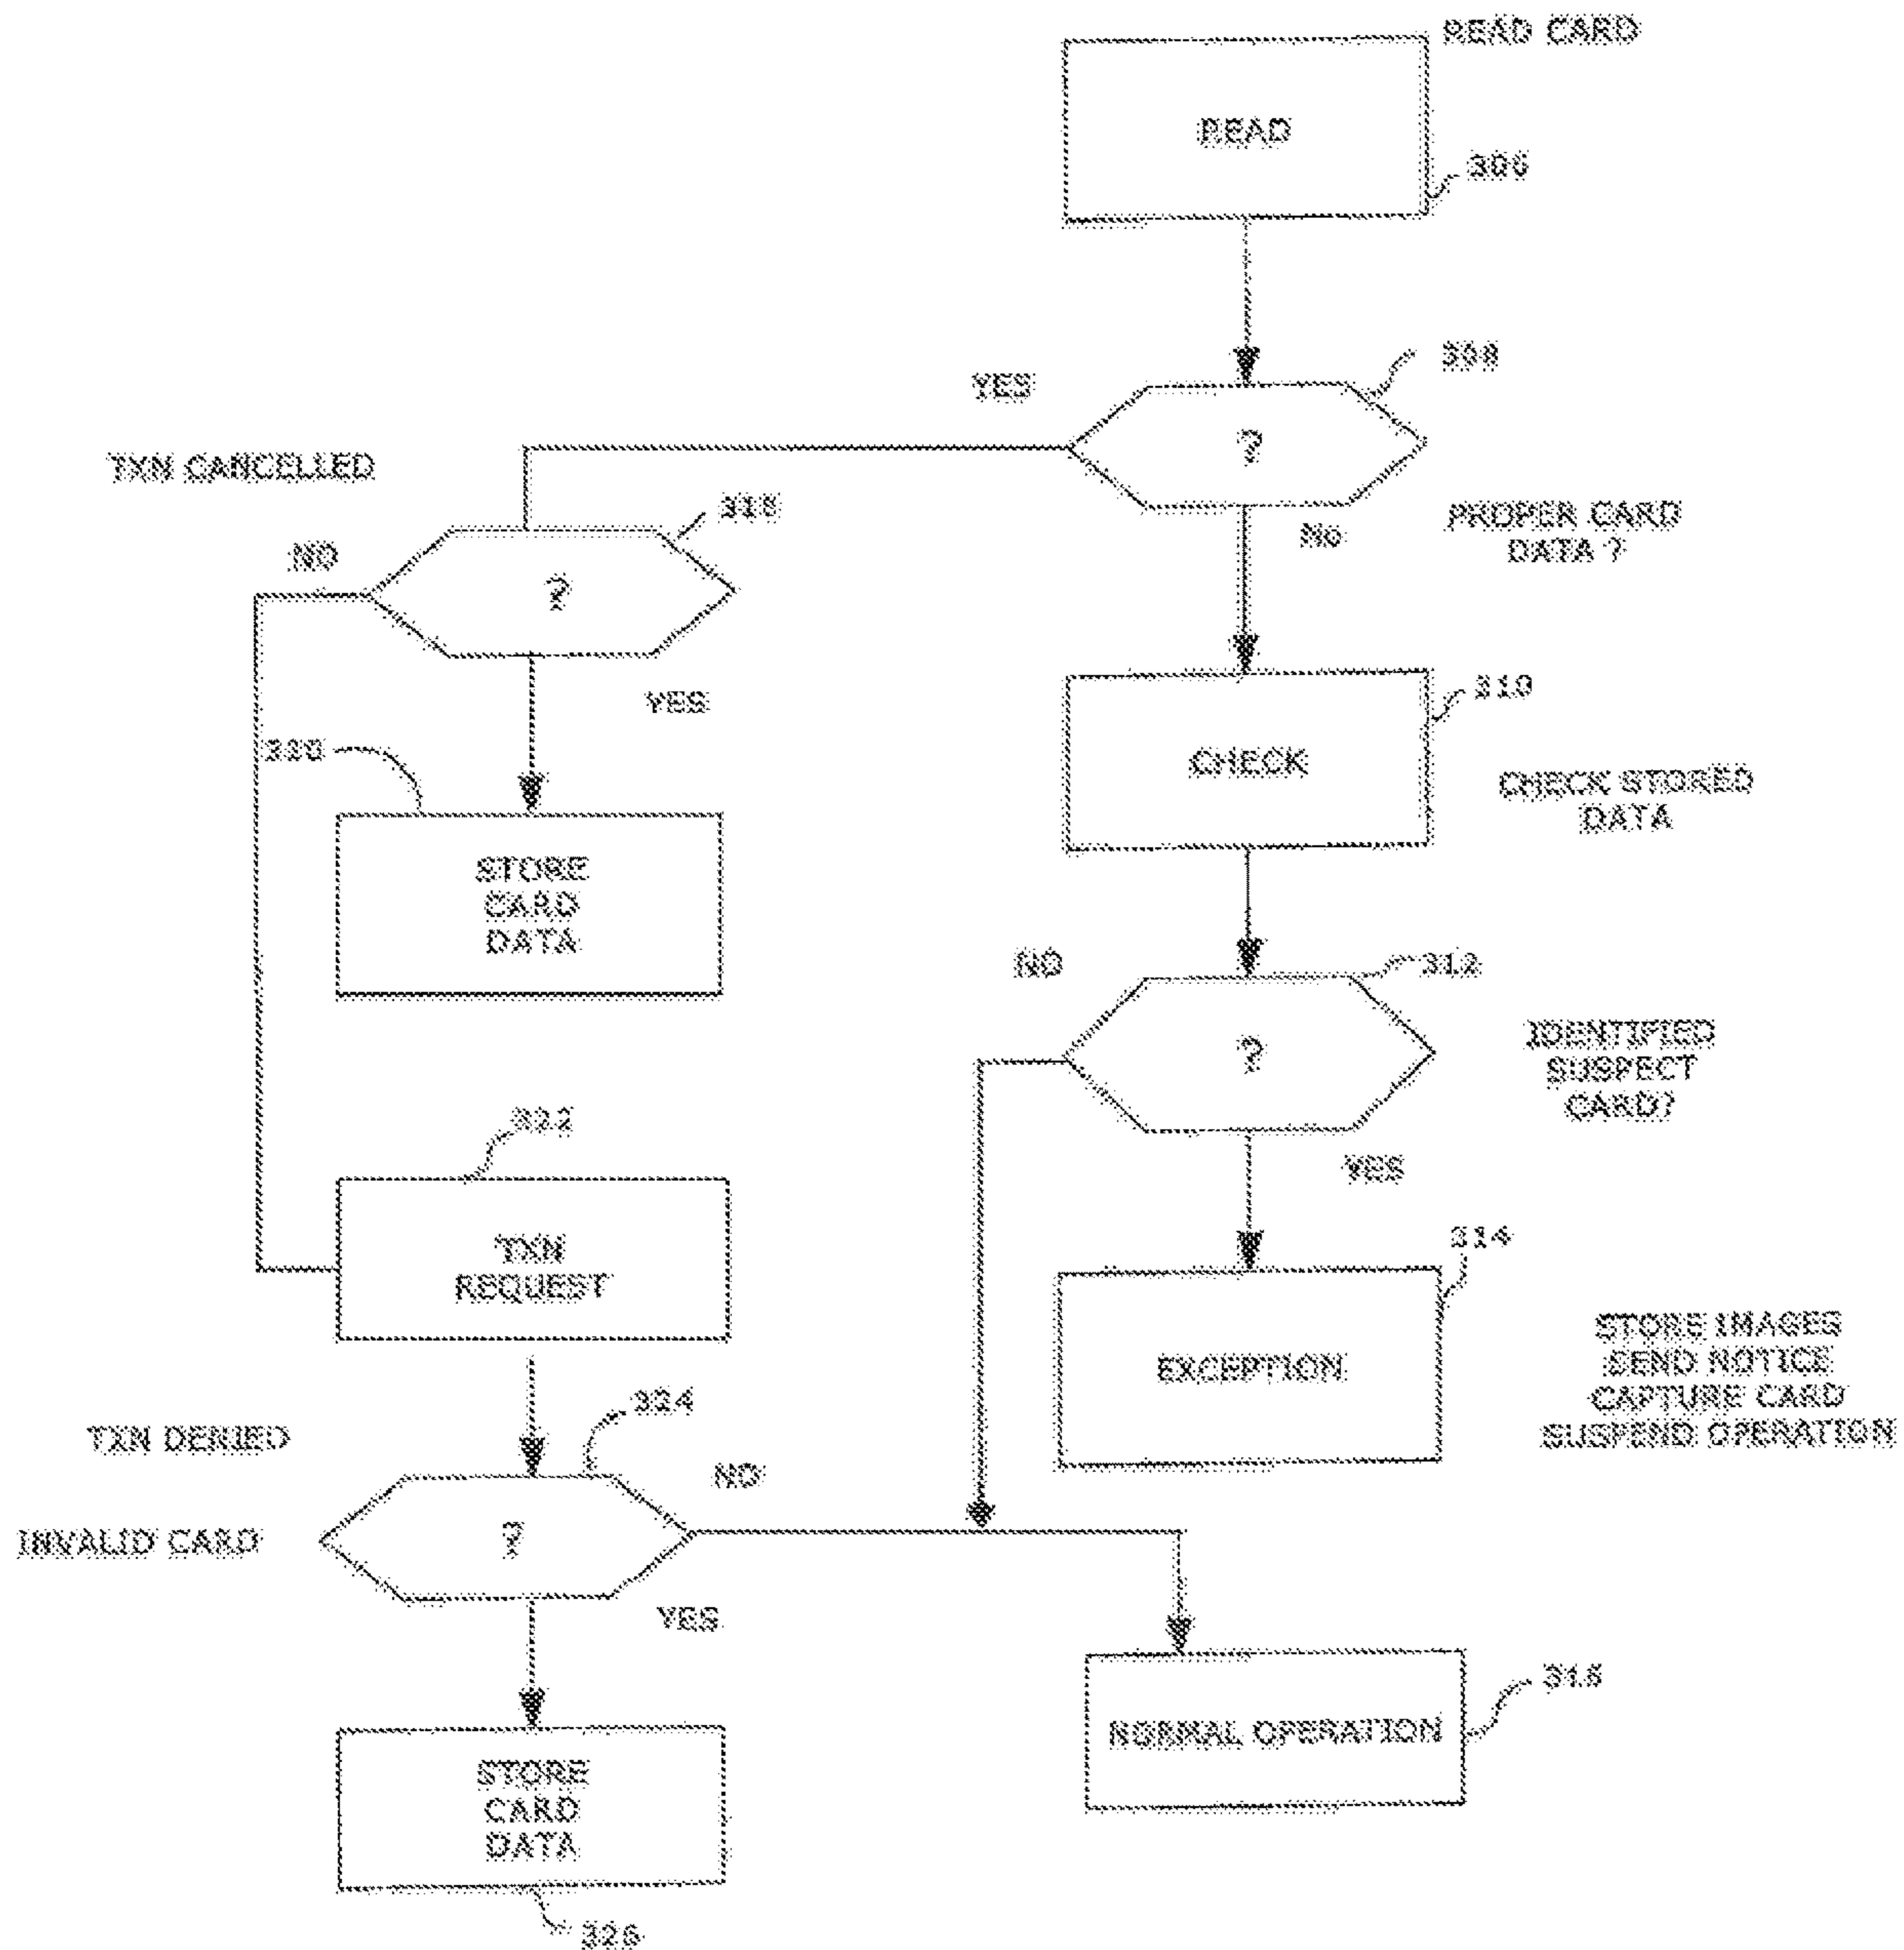 READ CARD
READ
306
308
YES
?
TXN CANCELLED
PROPER CARD
DATA ?
No
NO
?
YES
310
CHECK
CHECK STORED
DATA
320
STORE
CARD
DATA
NO
312
?
IDENTIFIED
SUSPECT
CARD?
YES
322
TXN
REQUEST
314
EXCEPTION
STORE IMAGES
SEND NOTICE
CAPTURE CARD
SUSPEND OPERATION
324
TXN DENIED
NO
INVALID CARD
?
YES
NORMAL OPERATION
STORE
CARD
DATA
326